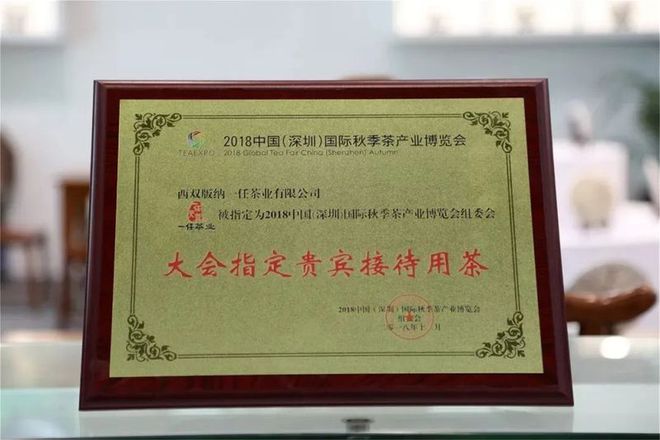 2018中国(深圳)国际秋季茶产业博览会
TEAEXPO 2018 Global Tea Fair China (Shenzhen) Autumn
西双版纳一任茶业有限公司
一任茶业
被指定为2018中国(深圳)国际秋季茶产业博览会组委会
大会指定贵宾接待用茶
2018中国(深圳)国际秋季茶产业博览会
组委会
二〇一八年十一月